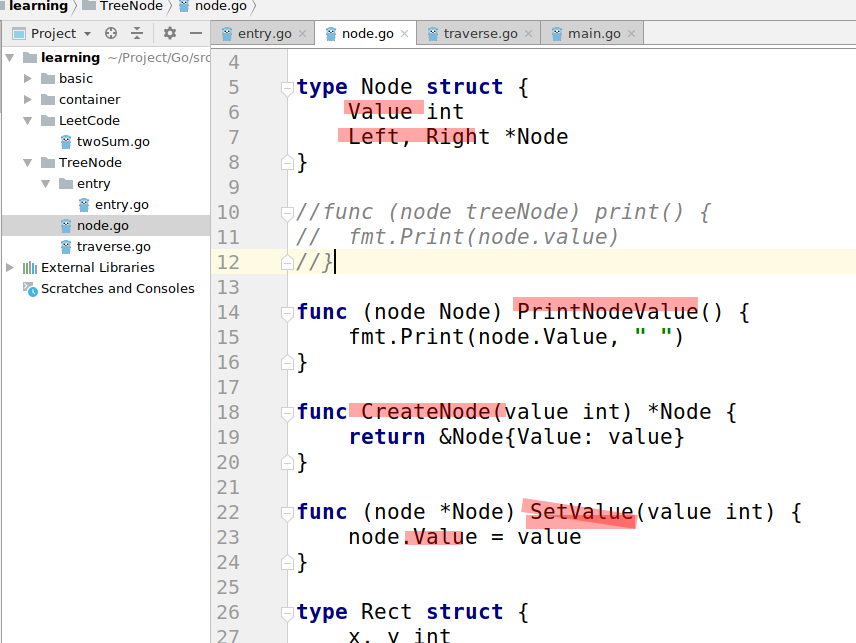 learning TreeNode node.go
Project
entry.go node.go traverse.go main.go
learning ~/Project/Go/src
basic
container
LeetCode
twoSum.go
TreeNode
entry
entry.go
node.go
traverse.go
External Libraries
Scratches and Consoles
4
5 type Node struct {
6 Value int
7 Left, Right *Node
8 }
9
10 //func (node treeNode) print() {
11 //  fmt.Print(node.value)
12 //}
13
14 func (node Node) PrintNodeValue() {
15 fmt.Print(node.Value, " ")
16 }
17
18 func CreateNode(value int) *Node {
19 return &Node{Value: value}
20 }
21
22 func (node *Node) SetValue(value int) {
23 node.Value = value
24 }
25
26 type Rect struct {
27 x, y int